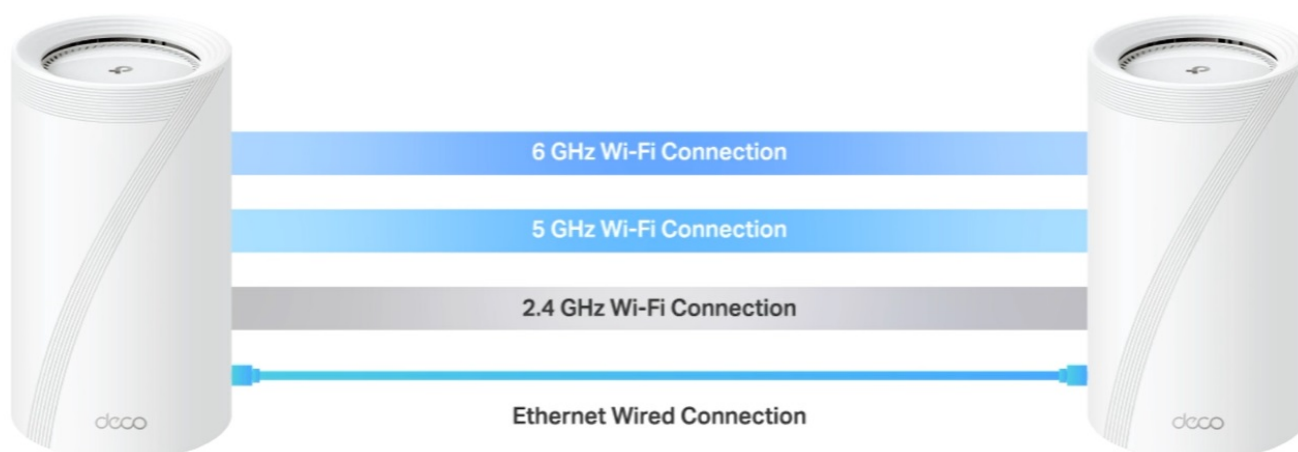 6 GHz Wi-Fi Connection
5 GHz Wi-Fi Connection
2.4 GHz Wi-Fi Connection
Ethernet Wired Connection
deco
deco